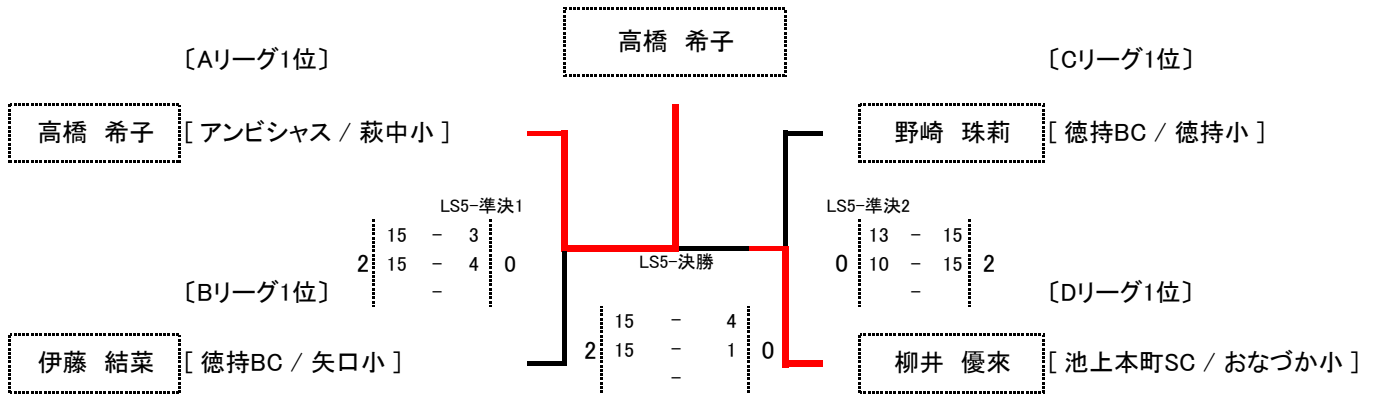 高橋　希子
〔Aリーグ1位〕
〔Cリーグ1位〕
高橋　希子 [ アンビシャス / 萩中小 ]
野崎　珠莉 [ 徳持BC / 徳持小 ]
LS5-準決1
15 - 3
2 15 - 4 0
-
LS5-準決2
13 - 15
0 10 - 15 2
-
LS5-決勝
〔Bリーグ1位〕
〔Dリーグ1位〕
15 - 4
2 15 - 1 0
-
伊藤　結菜 [ 徳持BC / 矢口小 ]
柳井　優來 [ 池上本町SC / おなづか小 ]